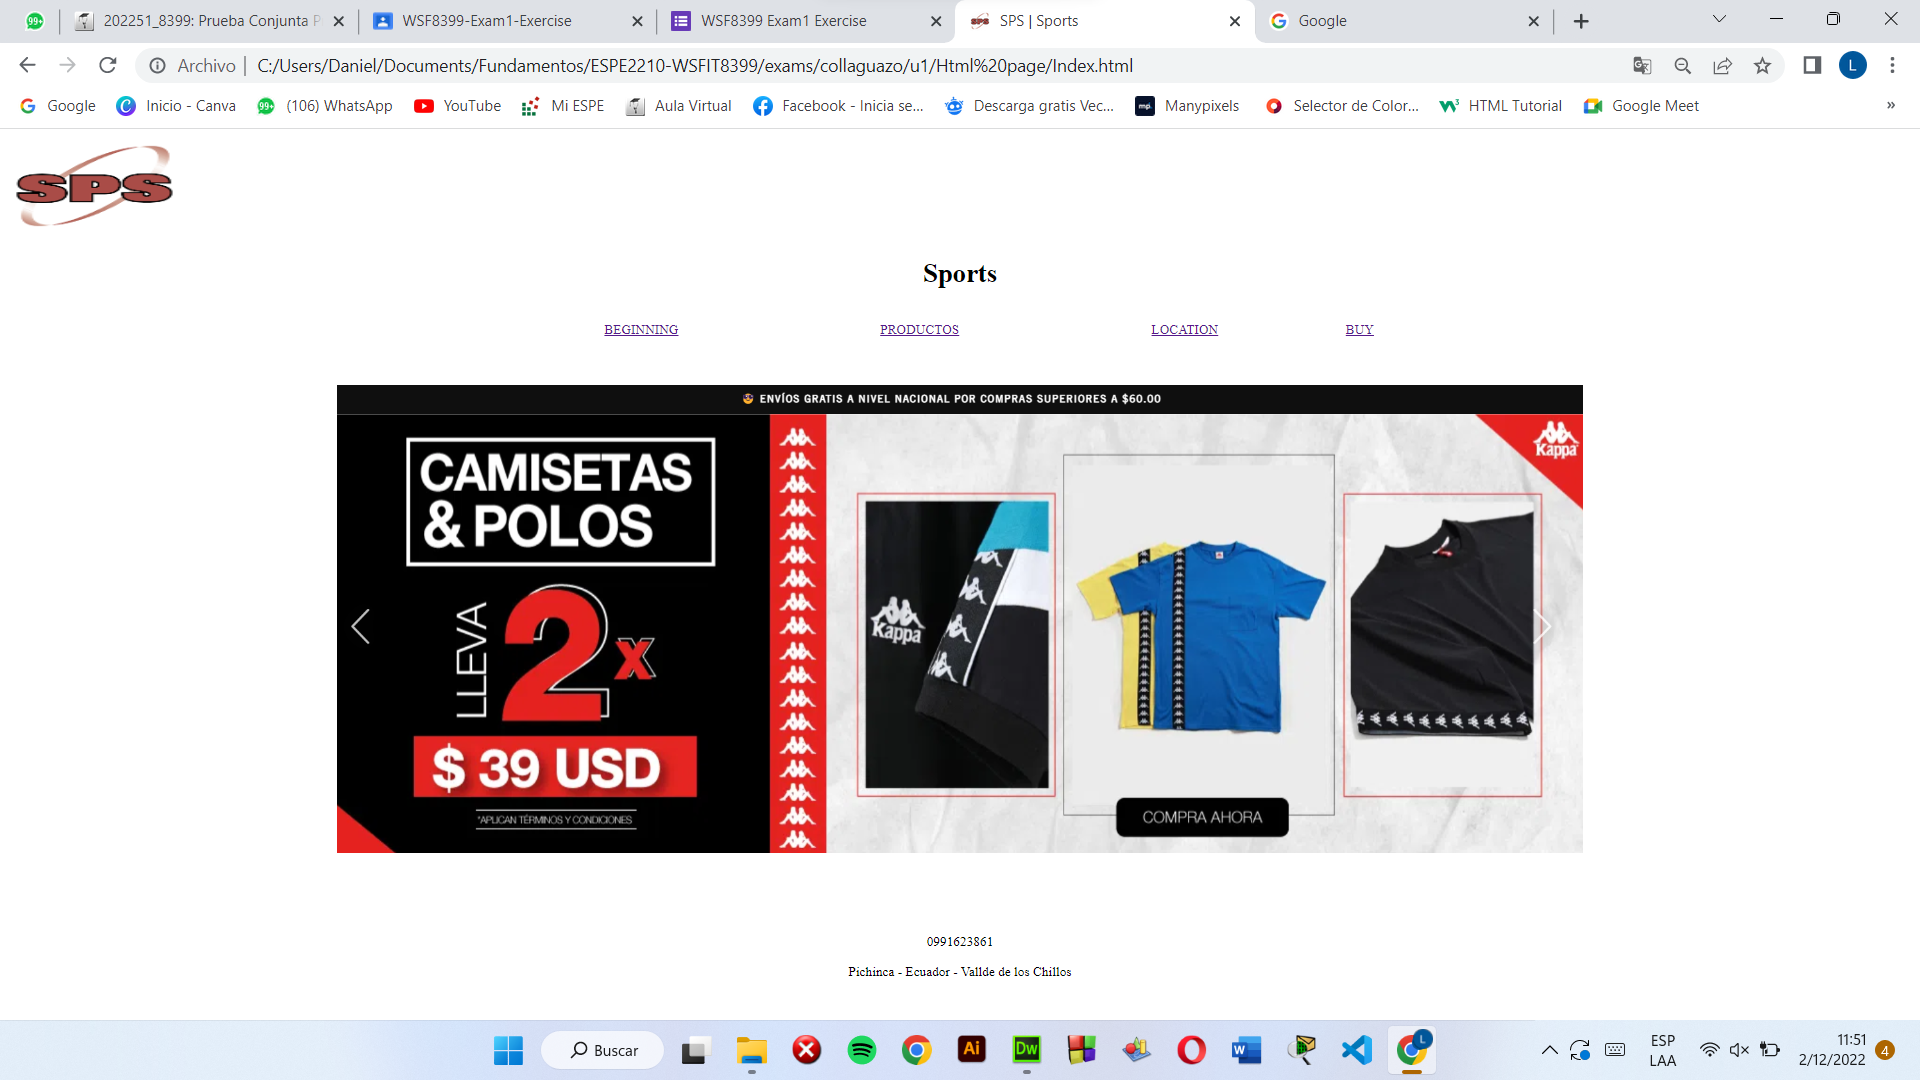 202251_8399: Prueba Conjunta P
WSF8399-Exam1-Exercise
WSF8399 Exam1 Exercise
SPS | Sports
Google
Archivo
C:/Users/Daniel/Documents/Fundamentos/ESPE2210-WSFIT8399/exams/collaguazo/u1/Html%20page/Index.html
L
Google
Inicio - Canva
(106) WhatsApp
YouTube
Mi ESPE
Aula Virtual
Facebook - Inicia se...
Descarga gratis Vec...
Manypixels
Selector de Color...
HTML Tutorial
Google Meet
»
SPS
Sports
BEGINNING PRODUCTOS LOCATION BUY
ENVÍOS GRATIS A NIVEL NACIONAL POR COMPRAS SUPERIORES A $60.00
CAMISETAS
& POLOS
LLEVA
2x
$ 39 USD
*APLICAN TÉRMINOS Y CONDICIONES
Kappa
Kappa
COMPRA AHORA
0991623861
Pichinca - Ecuador - Vallde de los Chillos
Buscar
Ai
Dw
L
ESP
LAA
11:51
2/12/2022
4